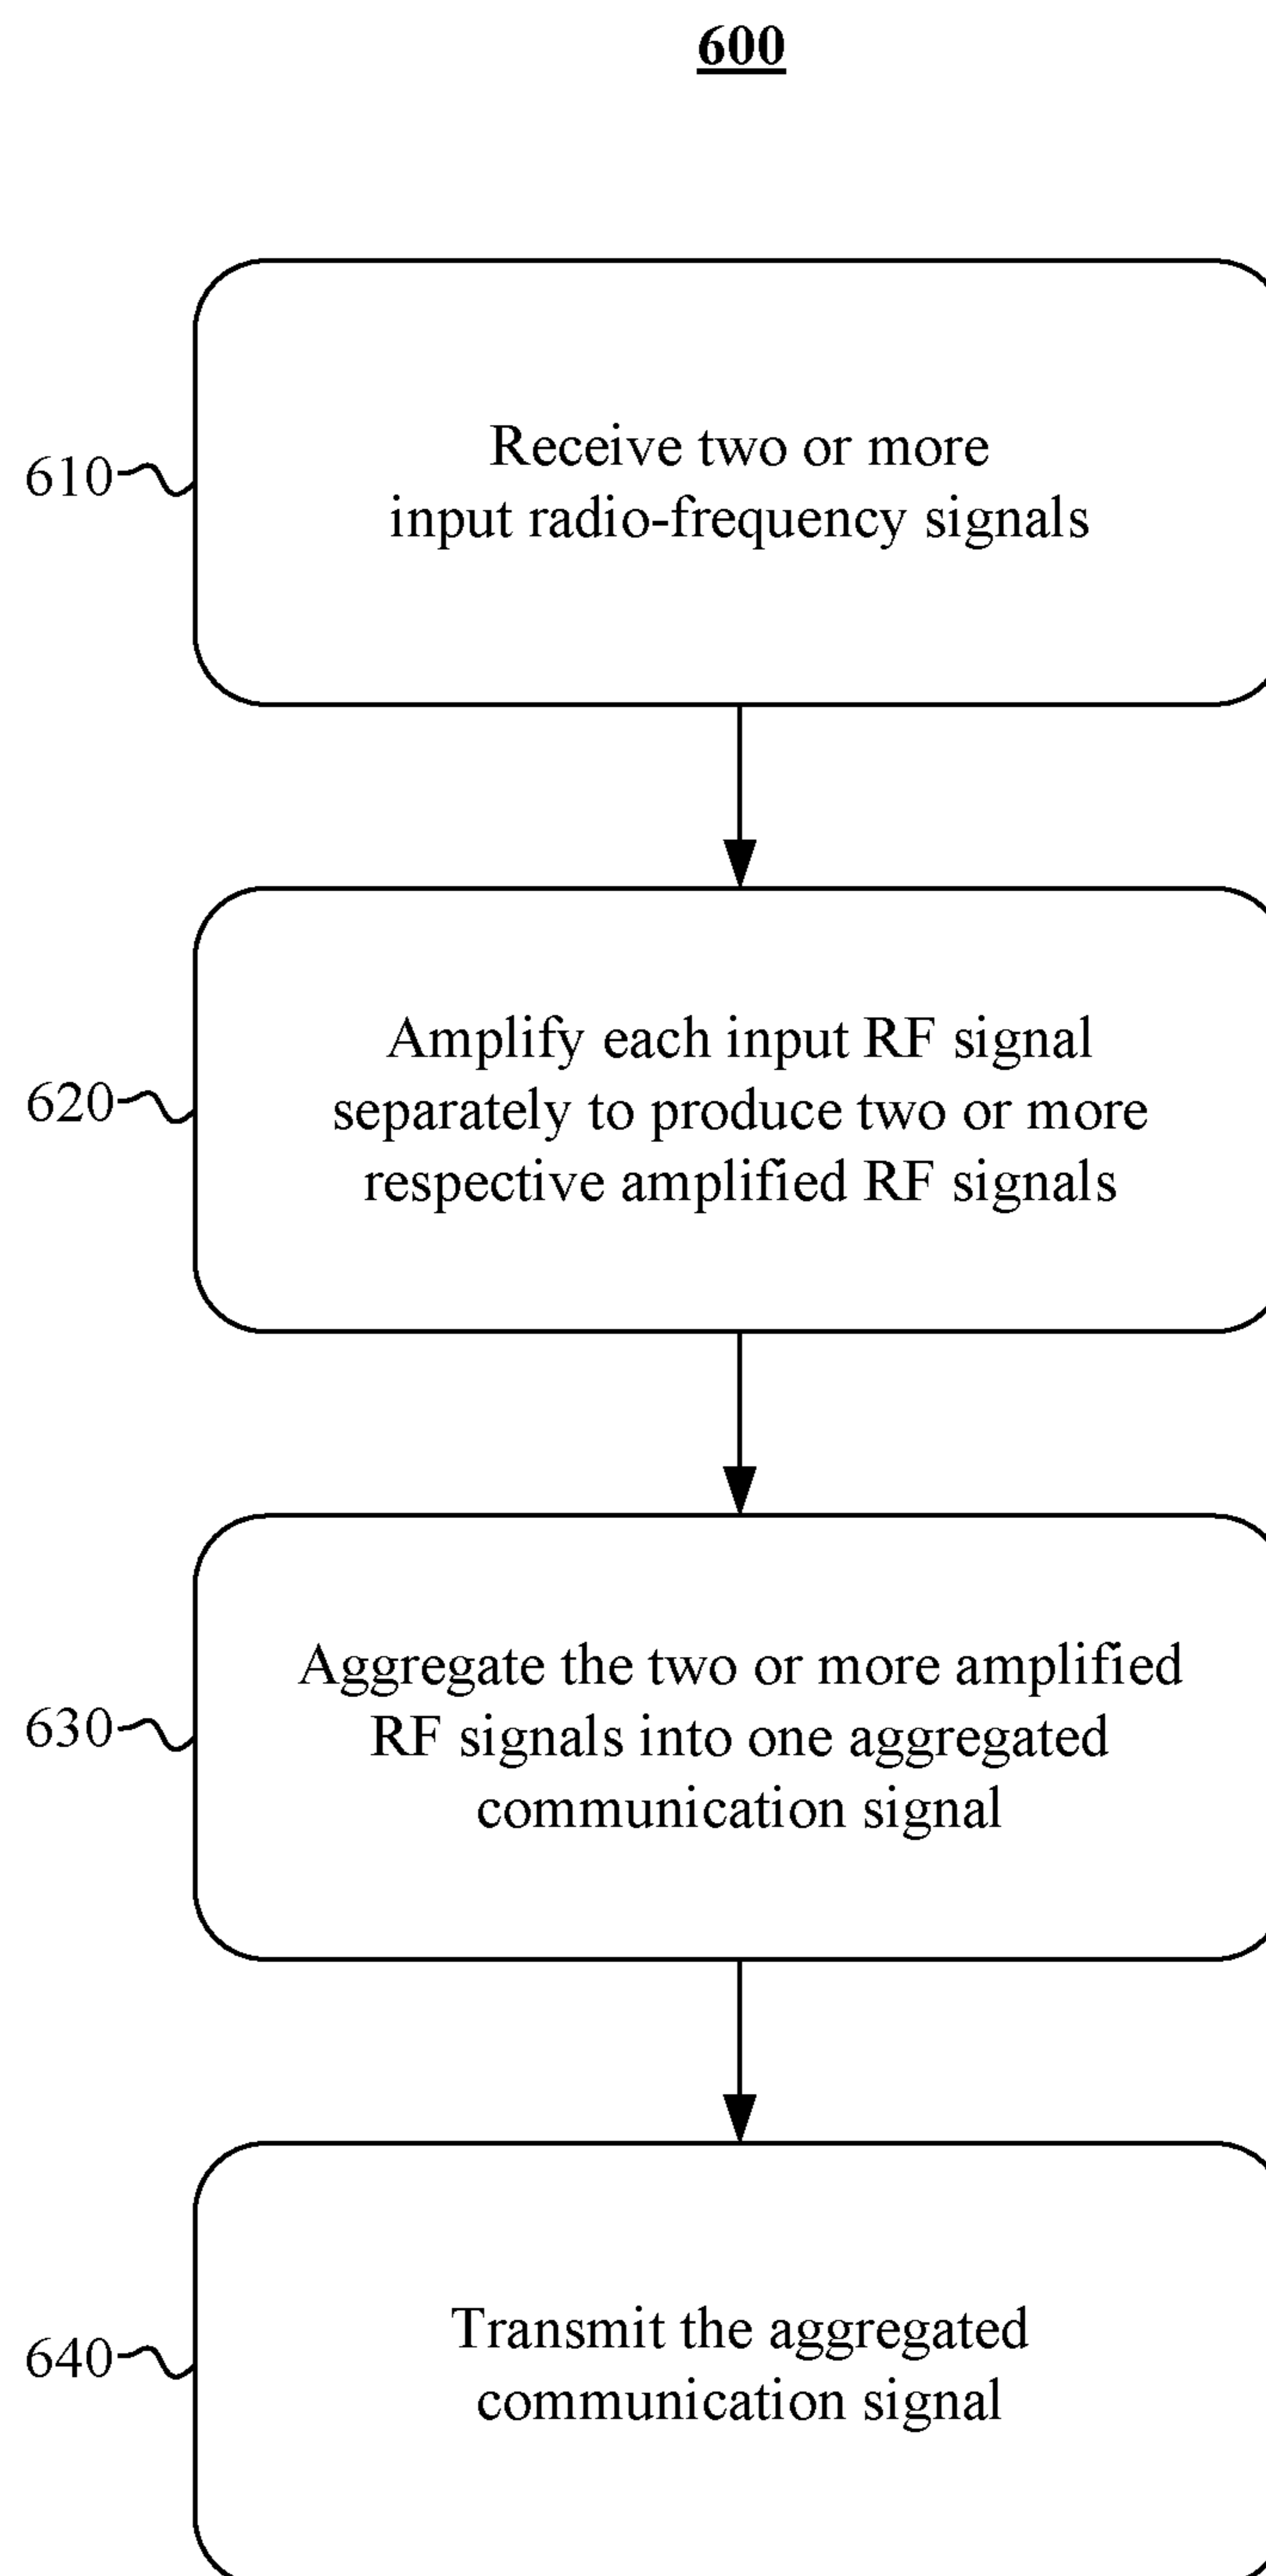 600
610
Receive two or more
input radio-frequency signals
620
Amplify each input RF signal
separately to produce two or more
respective amplified RF signals
630
Aggregate the two or more amplified
RF signals into one aggregated
communication signal
640
Transmit the aggregated
communication signal